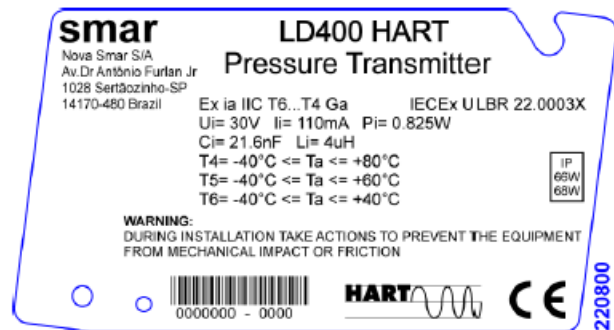 smar
Nova Smar S/A
Av.Dr Antônio Furlan Jr
1028 Sertãozinho-SP
14170-480 Brazil
LD400 HART
Pressure Transmitter
Ex ia IIC T6...T4 Ga IECEx ULBR 22.0003X
Ui= 30V Ii= 110mA Pi= 0.825W
Ci= 21.6nF Li= 4uH
T4= -40°C <= Ta <= +80°C
T5= -40°C <= Ta <= +60°C
T6= -40°C <= Ta <= +40°C
IP
66W
68W
WARNING:
DURING INSTALLATION TAKE ACTIONS TO PREVENT THE EQUIPMENT
FROM MECHANICAL IMPACT OR FRICTION
0000000 - 0000
HART
CE
220800